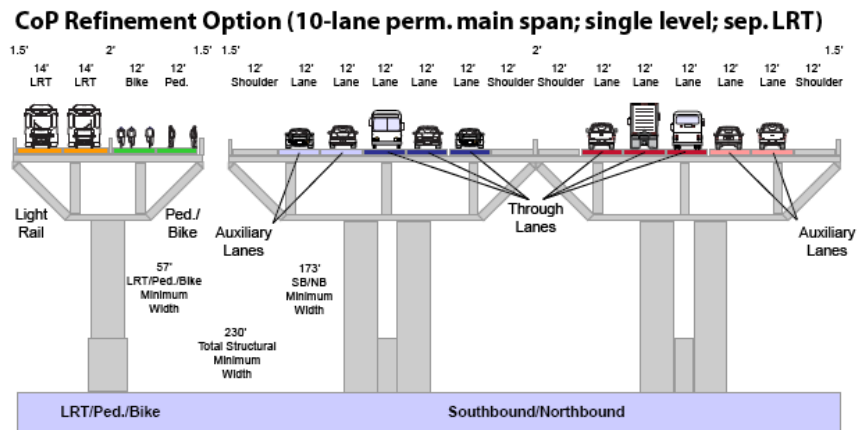 CoP Refinement Option (10-lane perm. main span; single level; sep. LRT)
1.5' 2' 1.5' 1.5' 2' 1.5'
14' 14' 12' 12' 12' 12' 12' 12' 12' 12' 12' 12' 12' 12' 12' 12' 12' 12'
LRT LRT Bike Ped. Shoulder Lane Lane Lane Lane Lane Shoulder Shoulder Lane Lane Lane Lane Lane Shoulder
Light
Rail
Ped./
Bike
Auxiliary
Lanes
Through
Lanes
Auxiliary
Lanes
57'
LRT/Ped./Bike
Minimum
Width
173'
SB/NB
Minimum
Width
230'
Total Structural
Minimum
Width
LRT/Ped./Bike
Southbound/Northbound